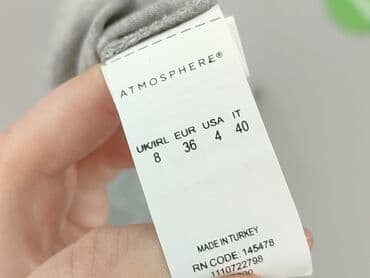 ATMOSPHERE®
UK/IRL EUR USA IT
8 36 4 40
MADE IN TURKEY
RN CODE: 145478
1110722798